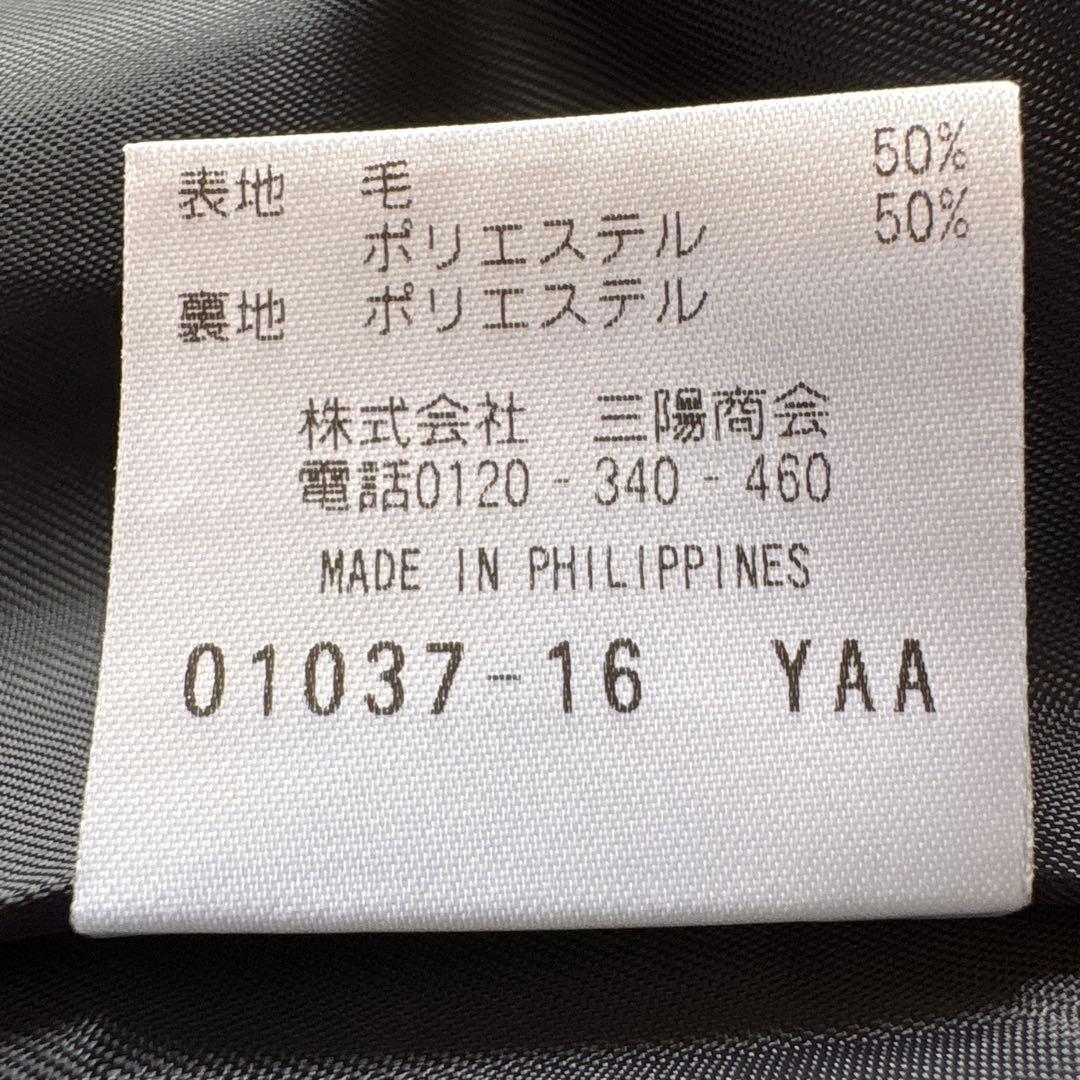 表地 毛 50%
ポリエステル 50%
裏地 ポリエステル
株式会社 三陽商会
電話0120-340-460
MADE IN PHILIPPINES
01037-16 YAA